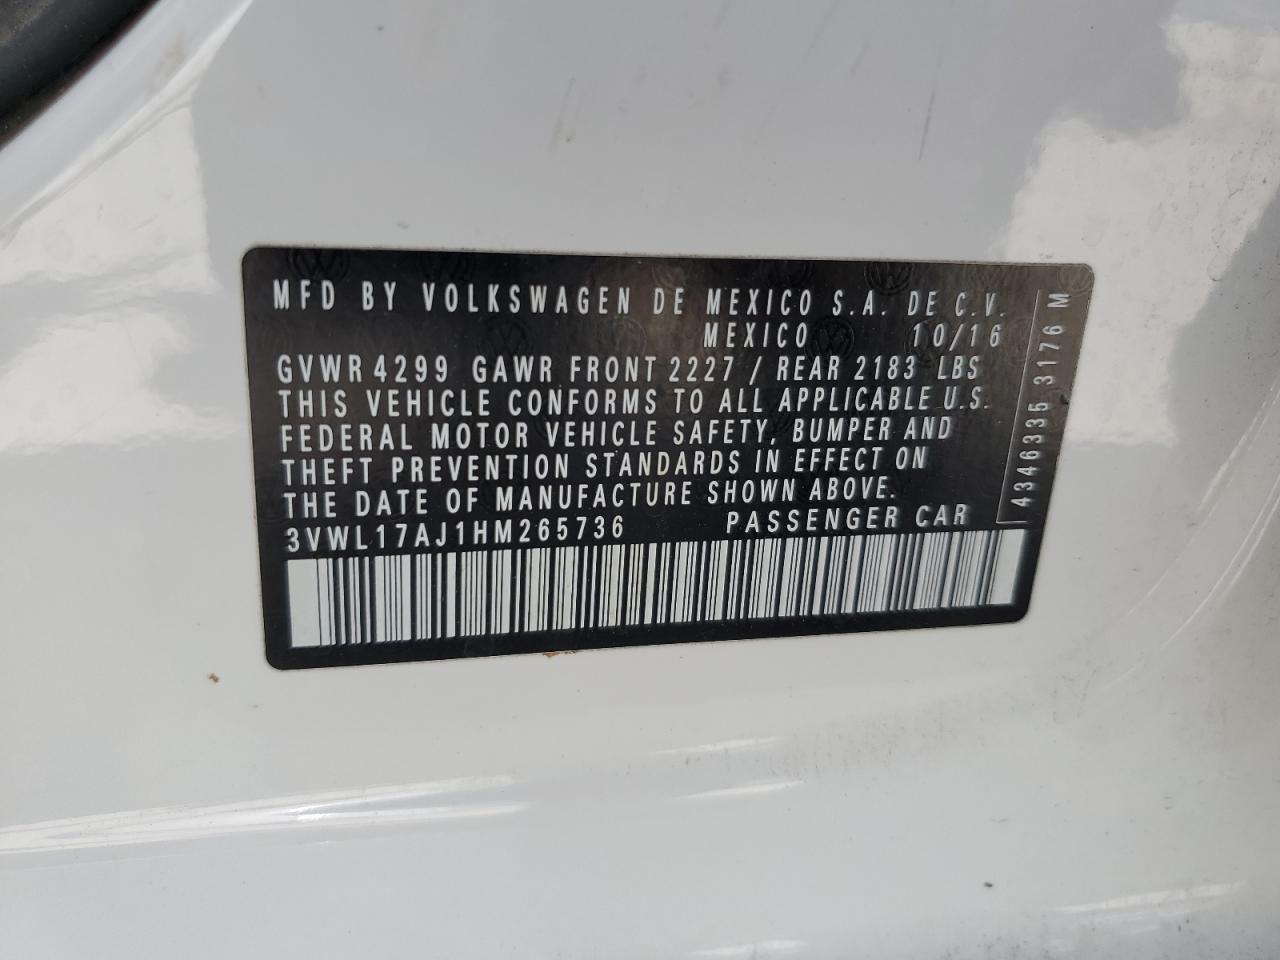 MFD BY VOLKSWAGEN DE MEXICO S.A. DE C.V.
MEXICO 10/16
GVWR 4299 GAWR FRONT 2227 / REAR 2183 LBS
THIS VEHICLE CONFORMS TO ALL APPLICABLE U.S.
FEDERAL MOTOR VEHICLE SAFETY, BUMPER AND
THEFT PREVENTION STANDARDS IN EFFECT ON
THE DATE OF MANUFACTURE SHOWN ABOVE.
3VWL17AJ1HM265736 PASSENGER CAR
4346335 3176 M